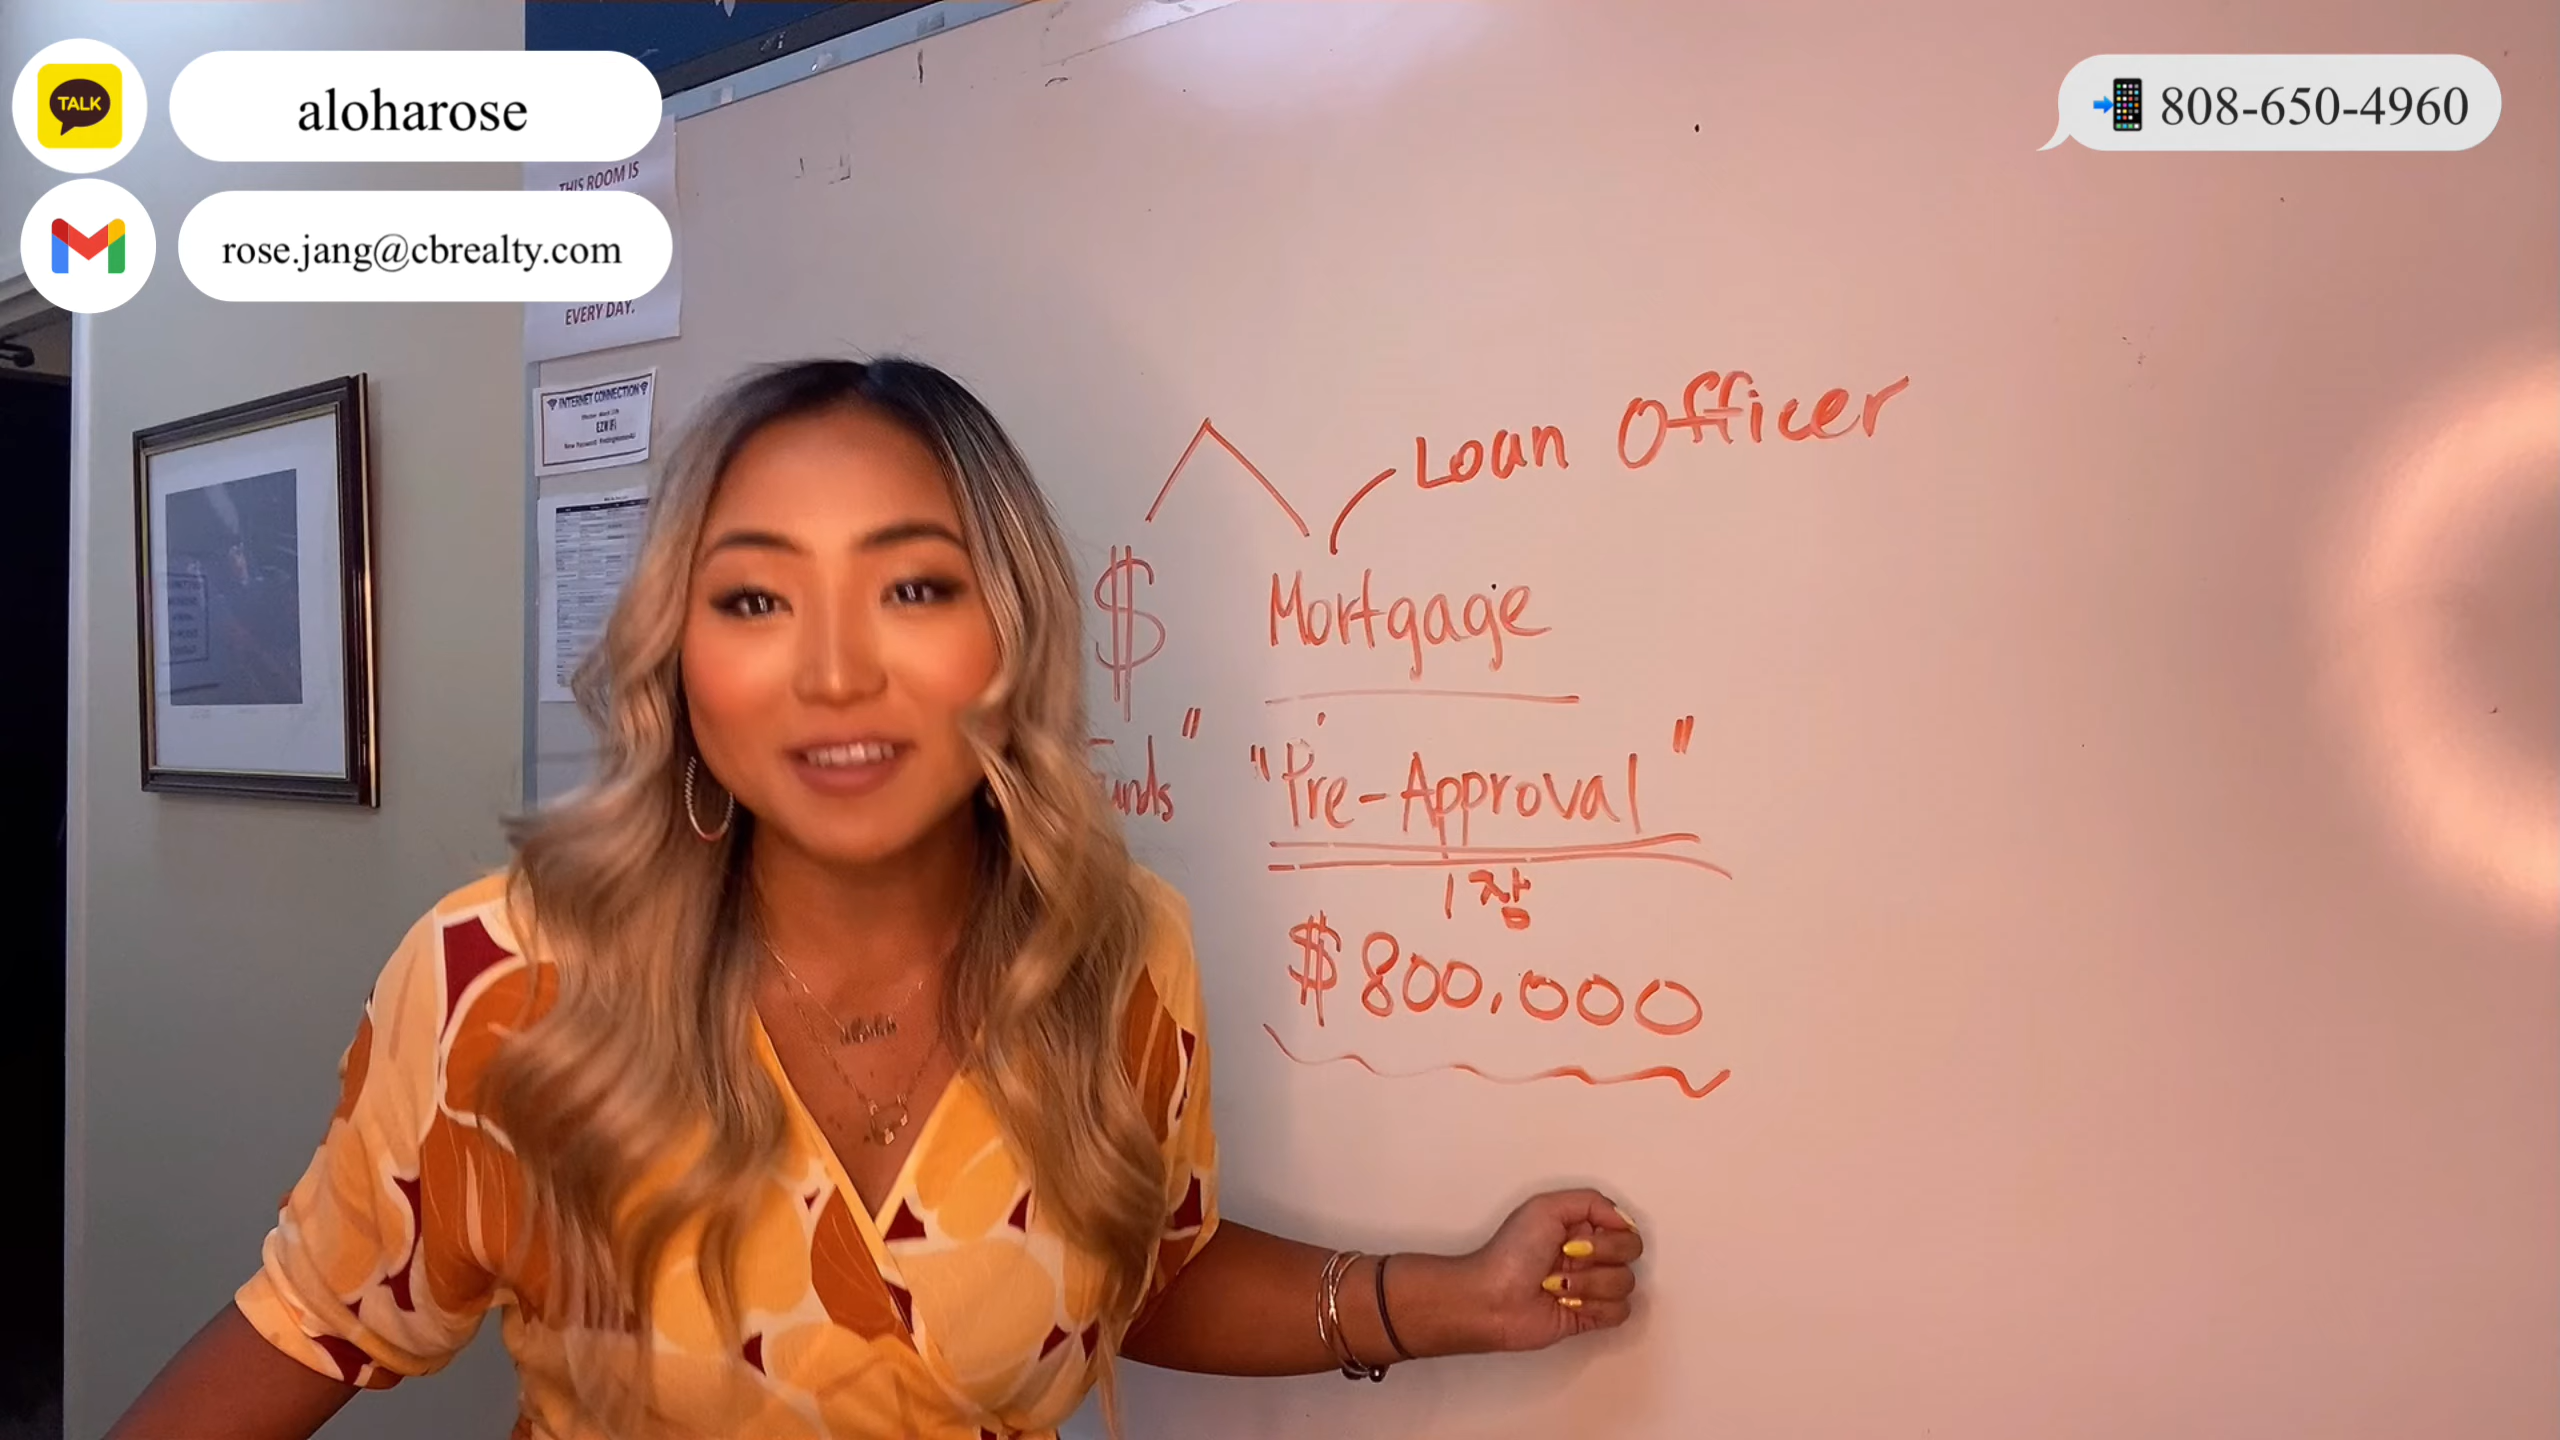 TALK
aloharose
808-650-4960
THIS ROOM IS
rose.jang@cbrealty.com
EVERY DAY.
INTERNET CONNECTION
Loan Officer
$ Mortgage
" "Pre-Approval"
1장
$800,000